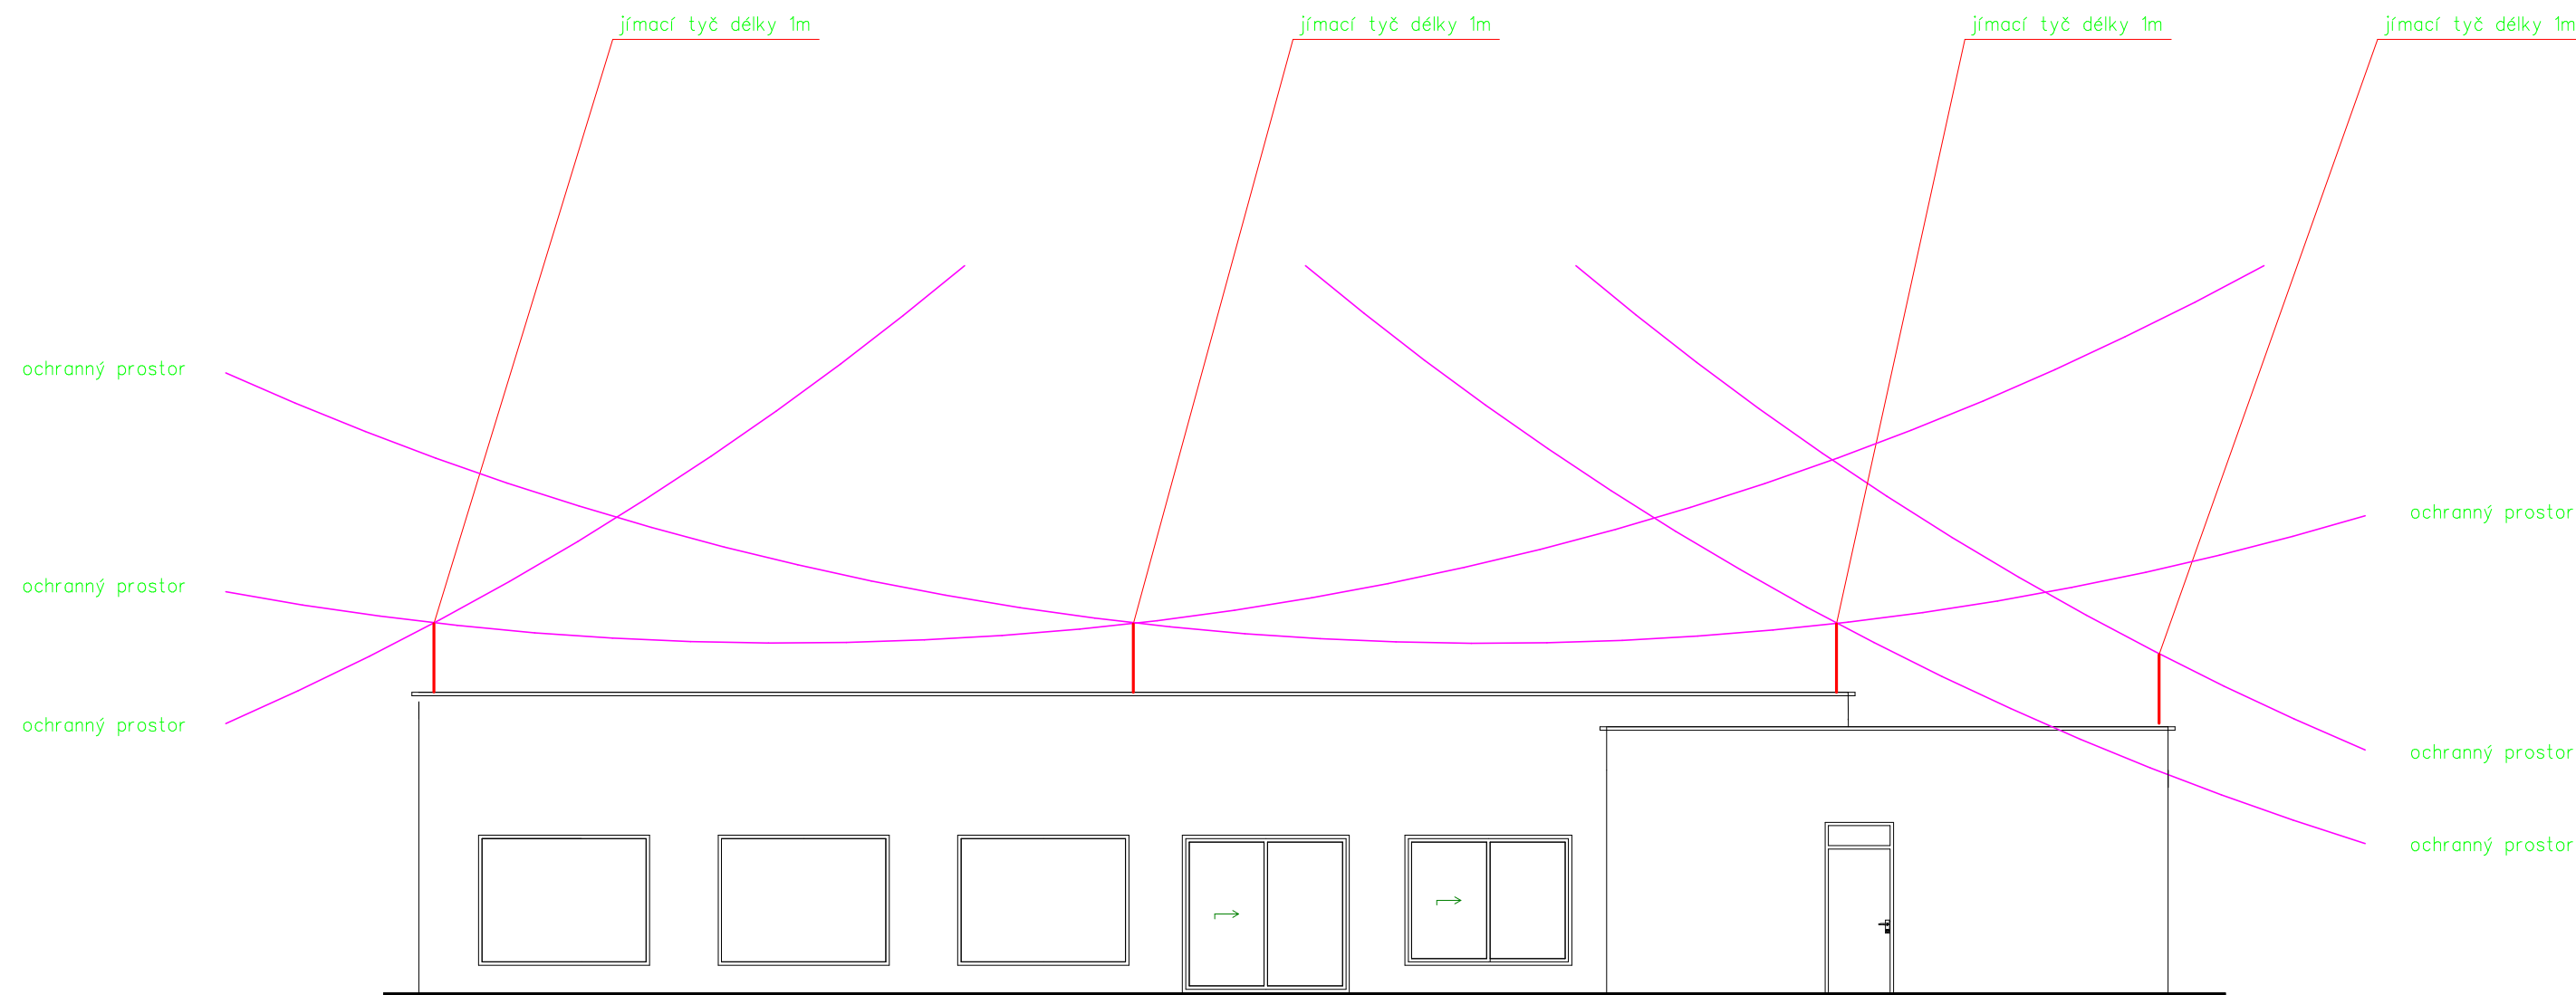 jímací tyč délky 1m
jímací tyč délky 1m
jímací tyč délky 1m
jímací tyč délky 1m
ochranný prostor
ochranný prostor
ochranný prostor
ochranný prostor
ochranný prostor
ochranný prostor